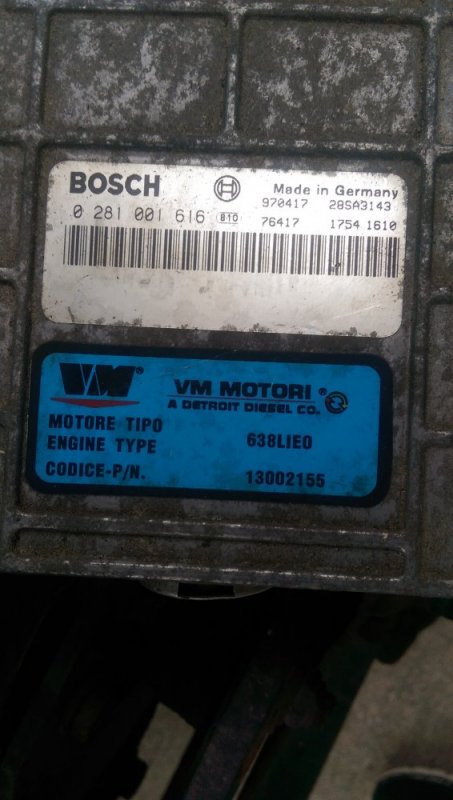 BOSCH Made in Germany
970417 28SA3143
0 281 001 616 810 76417 1754 1610
VM® VM MOTORI®
A DETROIT DIESEL CO.
MOTORE TIPO
ENGINE TYPE 638LIE0
CODICE-P/N. 13002155